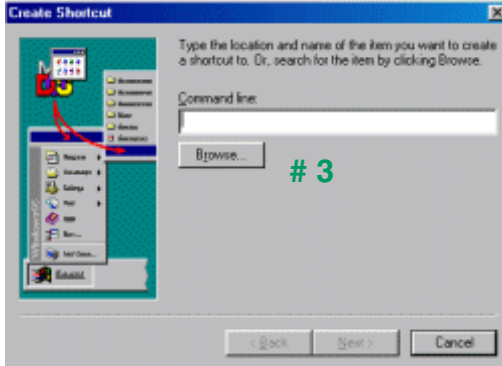 Create Shortcut
Type the location and name of the item you want to create
a shortcut to. Or, search for the item by clicking Browse.
Command line:
Browse...
# 3
< Back
Next >
Cancel